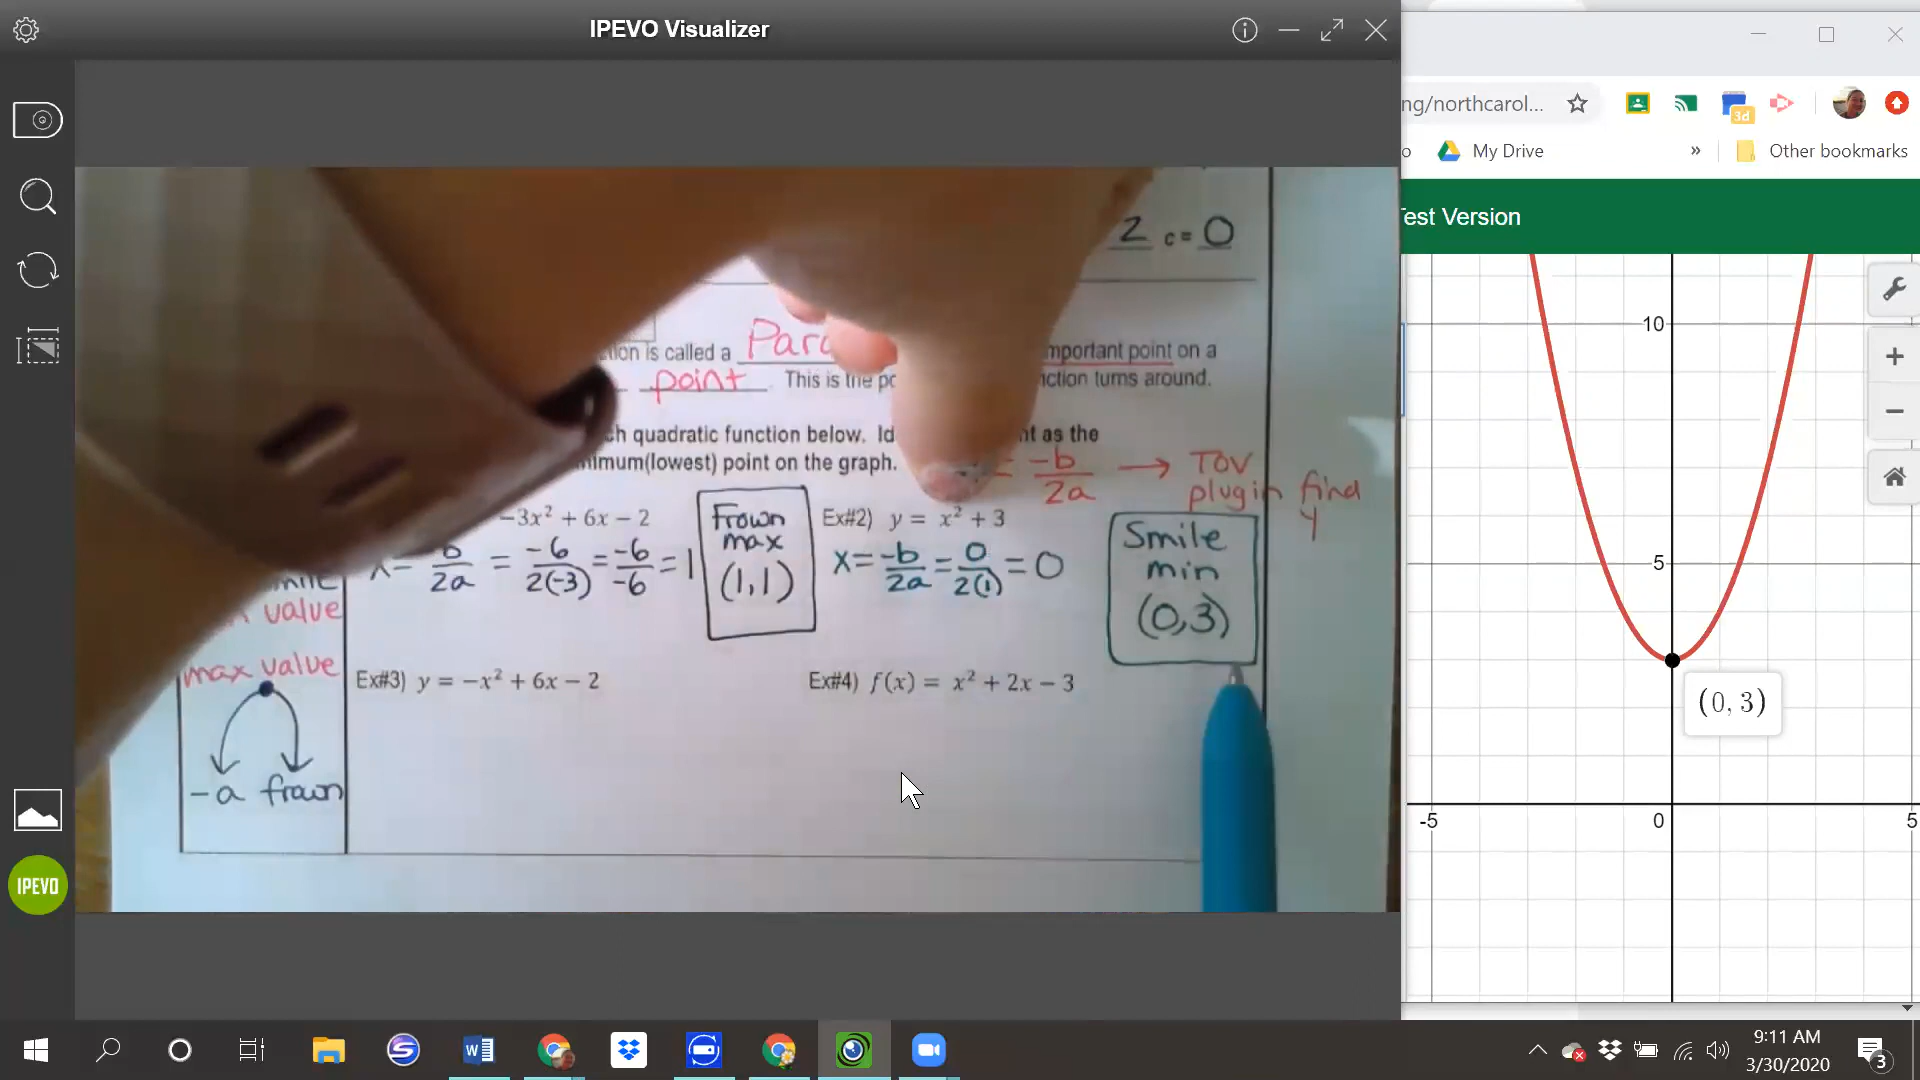 IPEVO Visualizer
ng/northcarol...
3d
o My Drive » Other bookmarks
Test Version
2 c = 0
tion is called a Para mportant point on a
point This is the po nction turns around.
ch quadratic function below. Id nt as the
nimum(lowest) point on the graph. = -b/2a → TOV
plug in find
y
-3x² + 6x − 2
Frown
max
(1,1)
Ex#2) y = x² + 3
x = -b/2a = 0/2(1) = 0
Smile
min
(0,3)
b/2a = -6/2(-3) = -6/-6 = 1
value
max value
-a frown
Ex#3) y = −x² + 6x − 2
Ex#4) f(x) = x² + 2x − 3
10
5
(0, 3)
-5 0 5
IPEVO
9:11 AM
3/30/2020
3